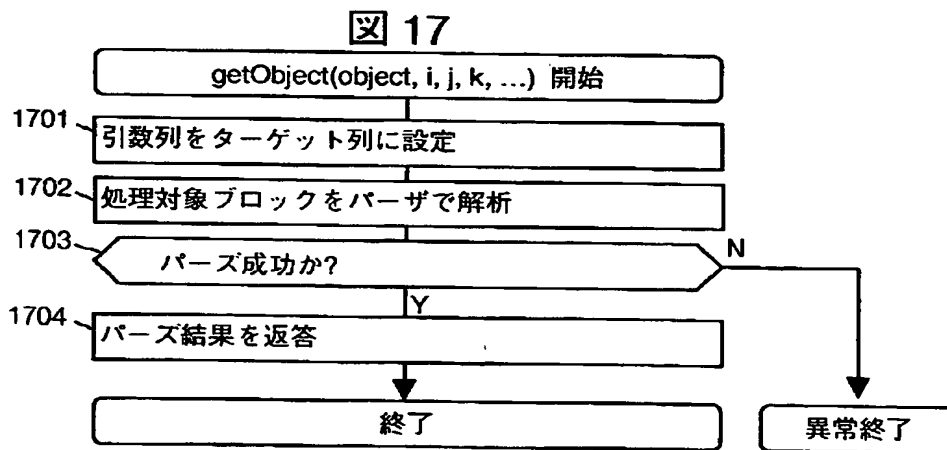 図 17
getObject(object, i, j, k, ...) 開始
1701
引数列をターゲット列に設定
1702
処理対象ブロックをパーザで解析
1703
パーズ成功か?
N
Y
1704
パーズ結果を返答
終了
異常終了